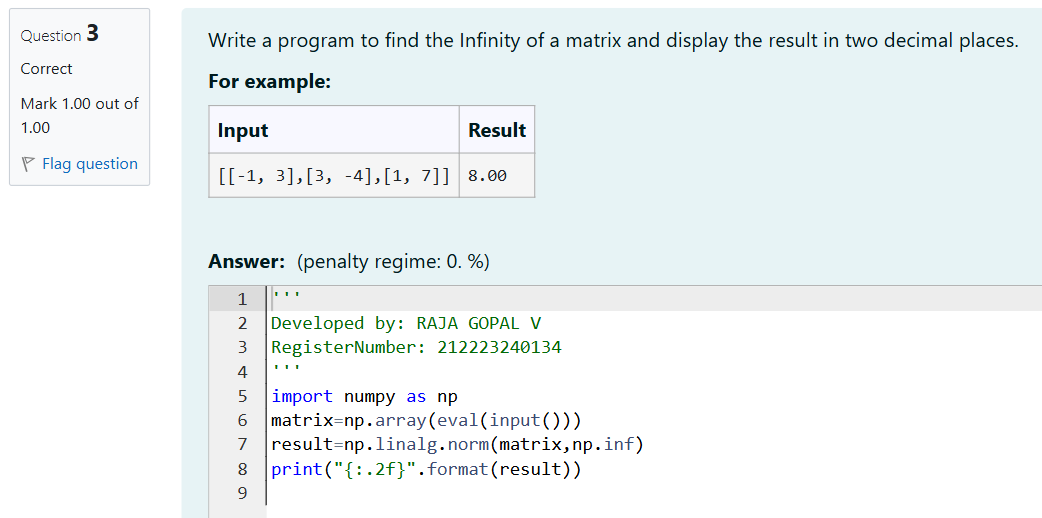 Question 3
Correct
Mark 1.00 out of
1.00
Flag question
Write a program to find the Infinity of a matrix and display the result in two decimal places.
For example:
Input Result
[[-1, 3],[3, -4],[1, 7]] 8.00
Answer: (penalty regime: 0. %)
1 '''
2 Developed by: RAJA GOPAL V
3 RegisterNumber: 212223240134
4 '''
5 import numpy as np
6 matrix=np.array(eval(input()))
7 result=np.linalg.norm(matrix,np.inf)
8 print("{:.2f}".format(result))
9